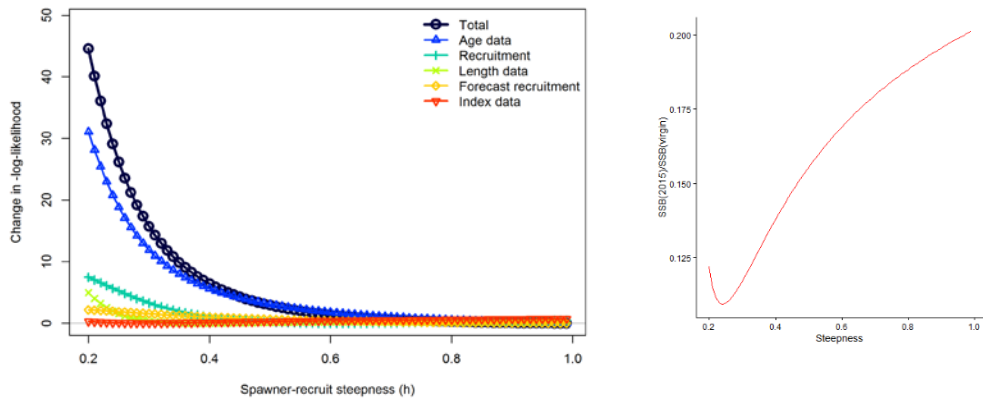 50
40
30
20
10
0
Change in -log-likelihood
Total
Age data
Recruitment
Length data
Forecast recruitment
Index data
0.2 0.4 0.6 0.8 1.0
Spawner-recruit steepness (h)
0.200
0.175
0.150
0.125
SSB(2015)/SSB(virgin)
0.2 0.4 0.6 0.8 1.0
Steepness